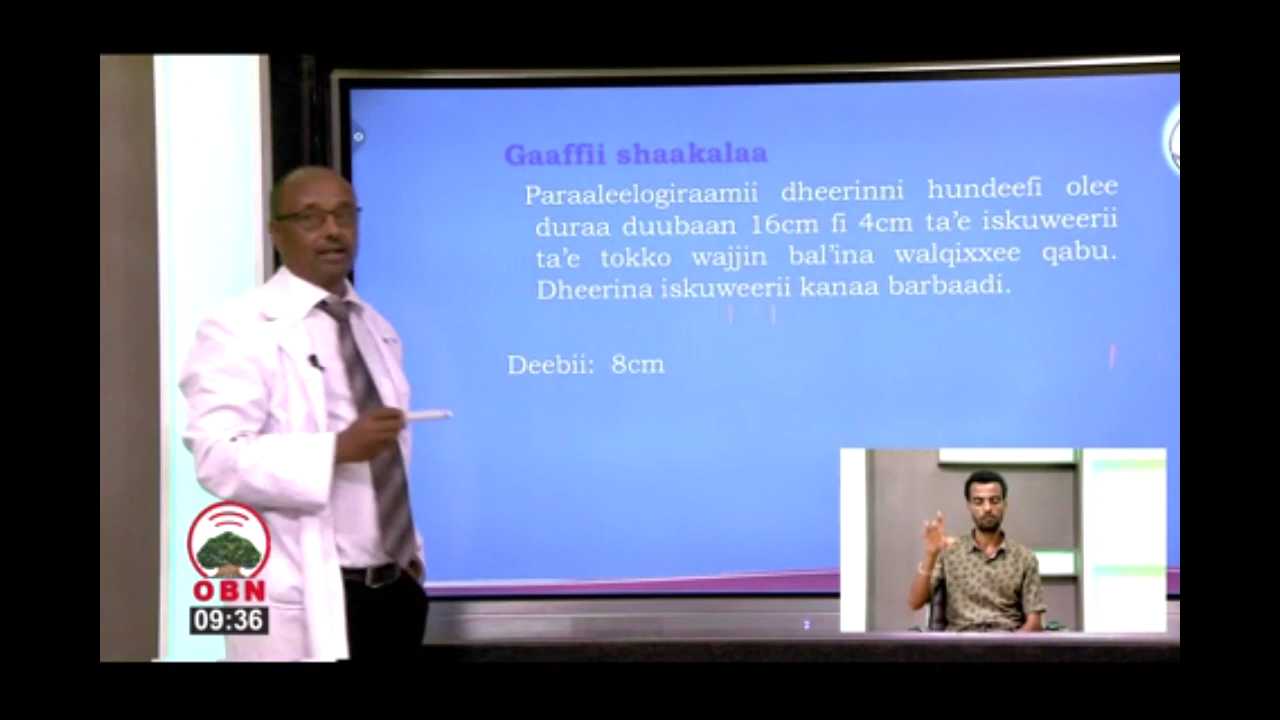 Gaaffii shaakalaa
Paraaleelogiraamii dheerinni hundeefi olee
duraa duubaan 16cm fi 4cm ta'e iskuweerii
ta'e tokko wajjin bal'ina walqixxee qabu.
Dheerina iskuweerii kanaa barbaadi.
Deebii: 8cm
OBN
09:36